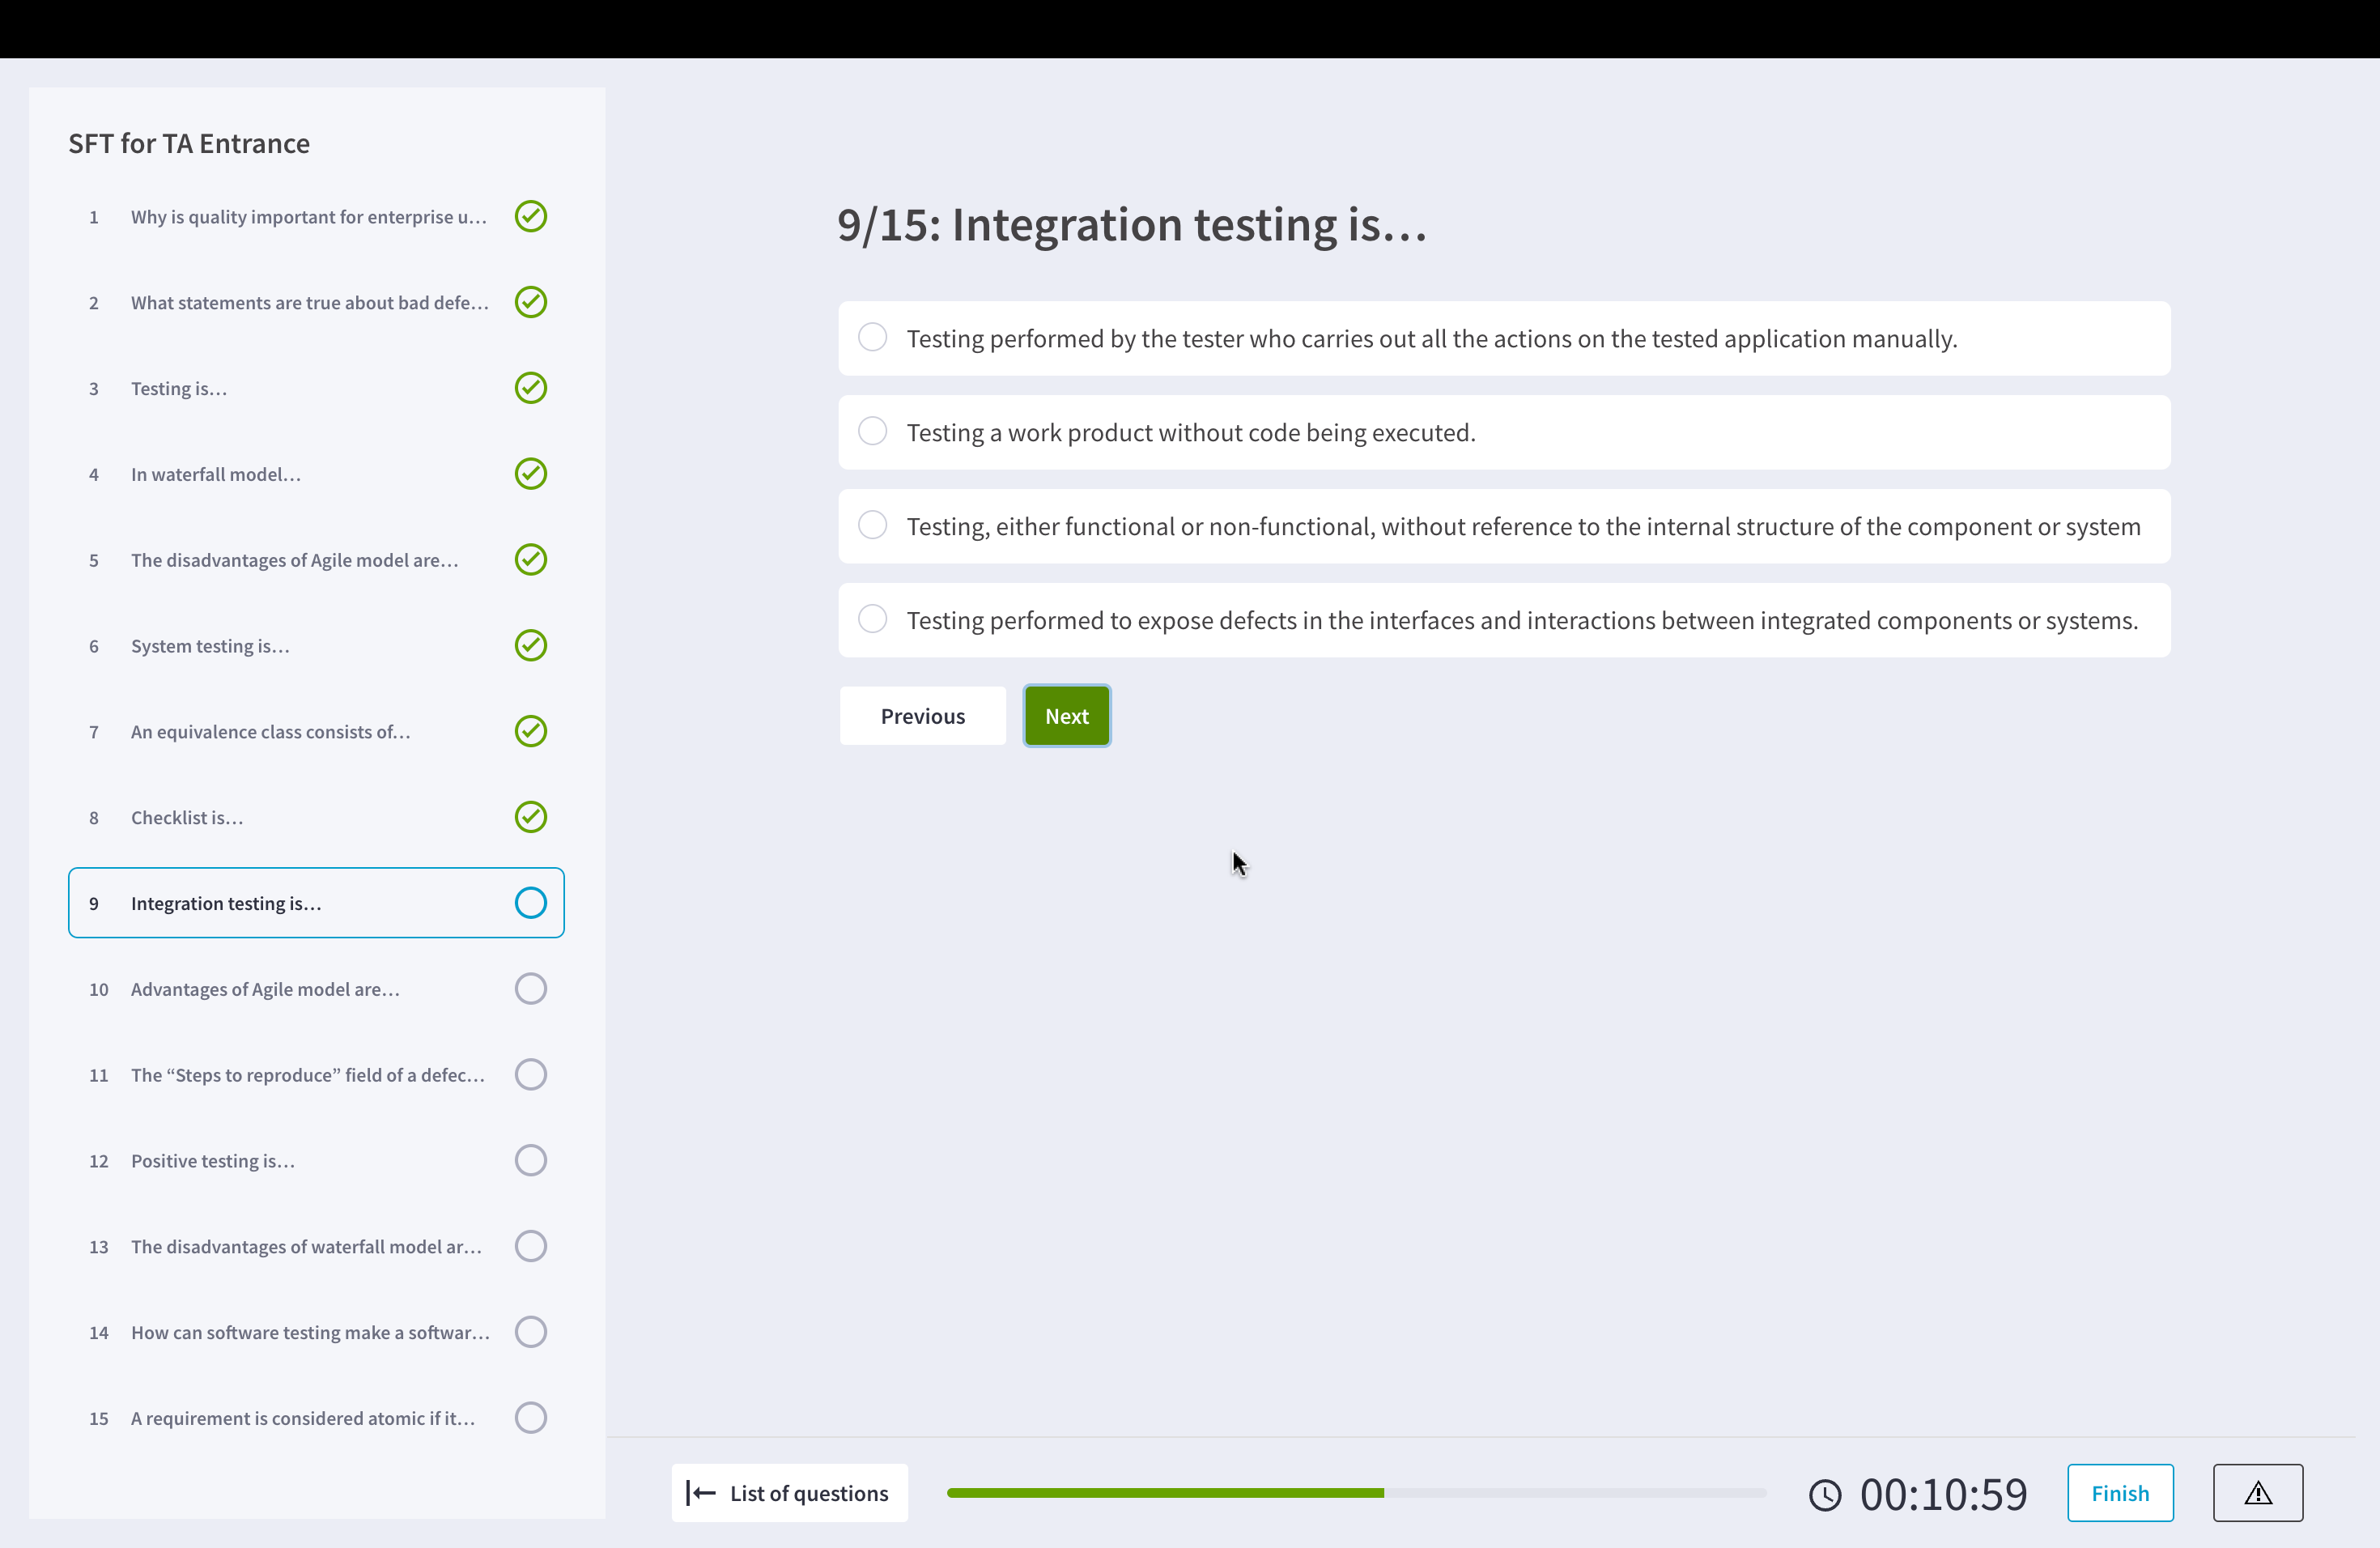 SFT for TA Entrance
1 Why is quality important for enterprise u...
2 What statements are true about bad defe...
3 Testing is...
4 In waterfall model...
5 The disadvantages of Agile model are...
6 System testing is...
7 An equivalence class consists of...
8 Checklist is...
9 Integration testing is...
10 Advantages of Agile model are...
11 The “Steps to reproduce” field of a defec...
12 Positive testing is...
13 The disadvantages of waterfall model ar...
14 How can software testing make a softwar...
15 A requirement is considered atomic if it...
9/15: Integration testing is...
Testing performed by the tester who carries out all the actions on the tested application manually.
Testing a work product without code being executed.
Testing, either functional or non-functional, without reference to the internal structure of the component or system
Testing performed to expose defects in the interfaces and interactions between integrated components or systems.
Previous Next
List of questions 00:10:59 Finish